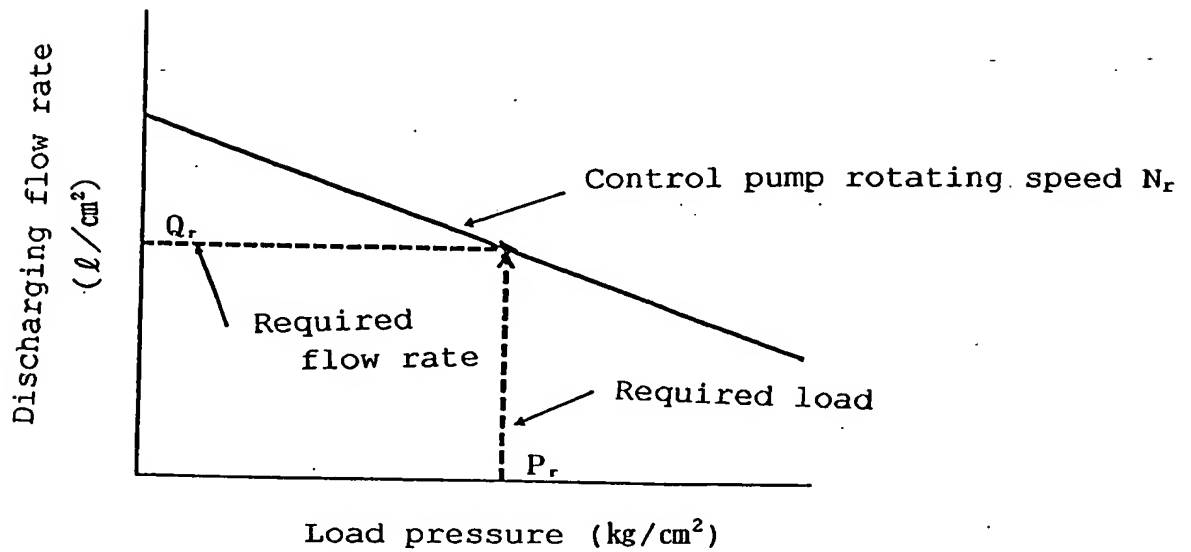 Discharging flow rate
(ℓ/cm²)
Control pump rotating speed Nᵣ
Qᵣ
Required
flow rate
Required load
Pᵣ
Load pressure (kg/cm²)